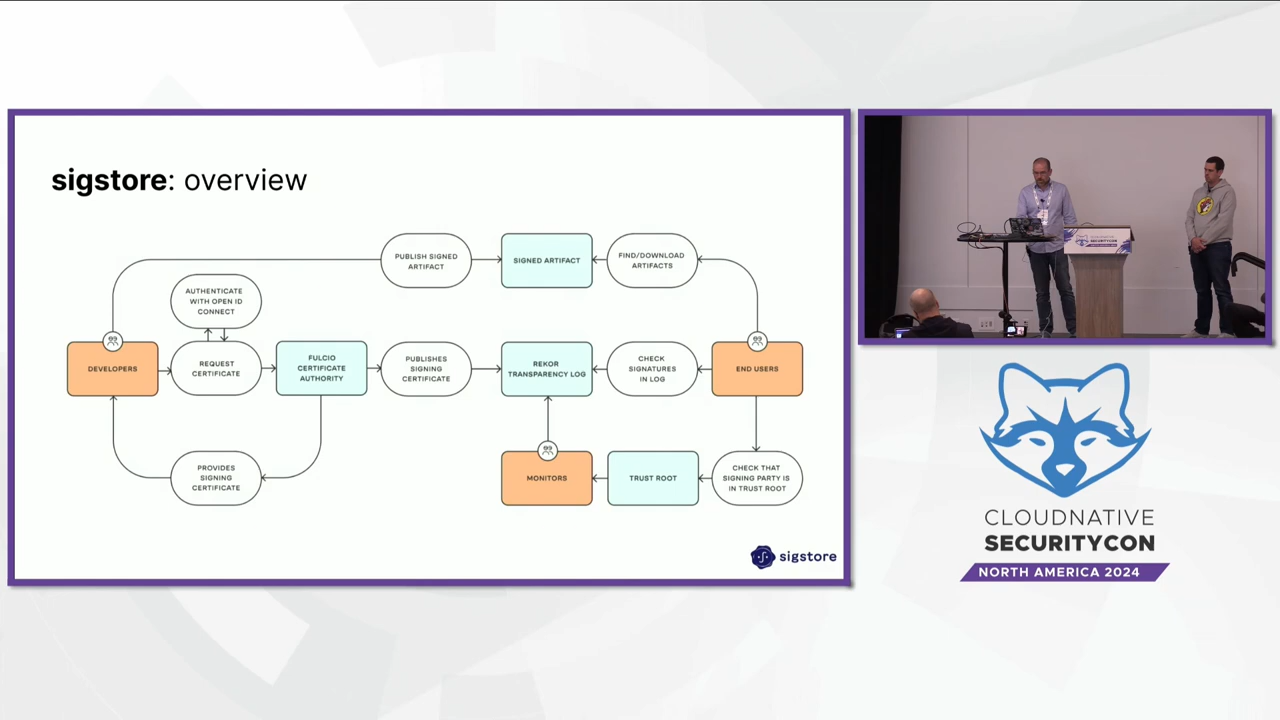 sigstore: overview
PUBLISH SIGNED
ARTIFACT
SIGNED ARTIFACT
FIND/DOWNLOAD
ARTIFACTS
AUTHENTICATE
WITH OPEN ID
CONNECT
DEVELOPERS
REQUEST
CERTIFICATE
FULCIO
CERTIFICATE
AUTHORITY
PUBLISHES
SIGNING
CERTIFICATE
REKOR
TRANSPARENCY LOG
CHECK
SIGNATURES
IN LOG
END USERS
PROVIDES
SIGNING
CERTIFICATE
MONITORS
TRUST ROOT
CHECK THAT
SIGNING PARTY IS
IN TRUST ROOT
sigstore
CLOUDNATIVE
SECURITYCON
NORTH AMERICA 2024